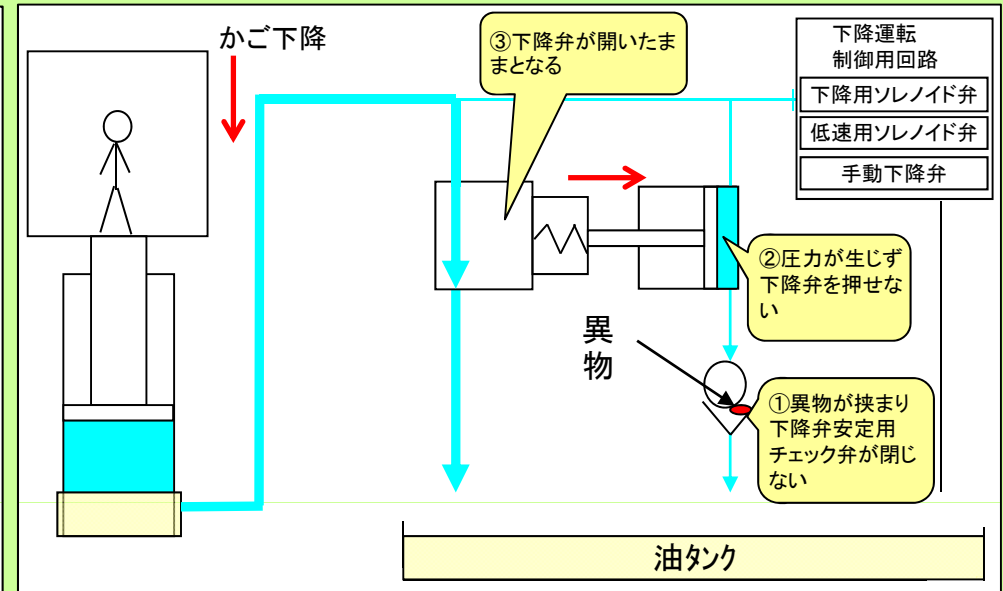 かご下降
③下降弁が開いたま
まとなる
下降運転
制御用回路
下降用ソレノイド弁
低速用ソレノイド弁
手動下降弁
②圧力が生じず
下降弁を押せな
い
異
物
①異物が挟まり
下降弁安定用
チェック弁が閉じ
ない
油タンク